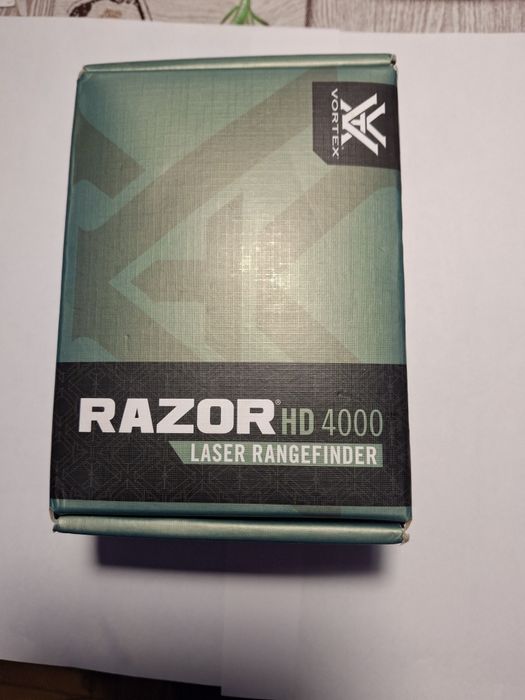 VORTEX
RAZOR® HD 4000
LASER RANGEFINDER